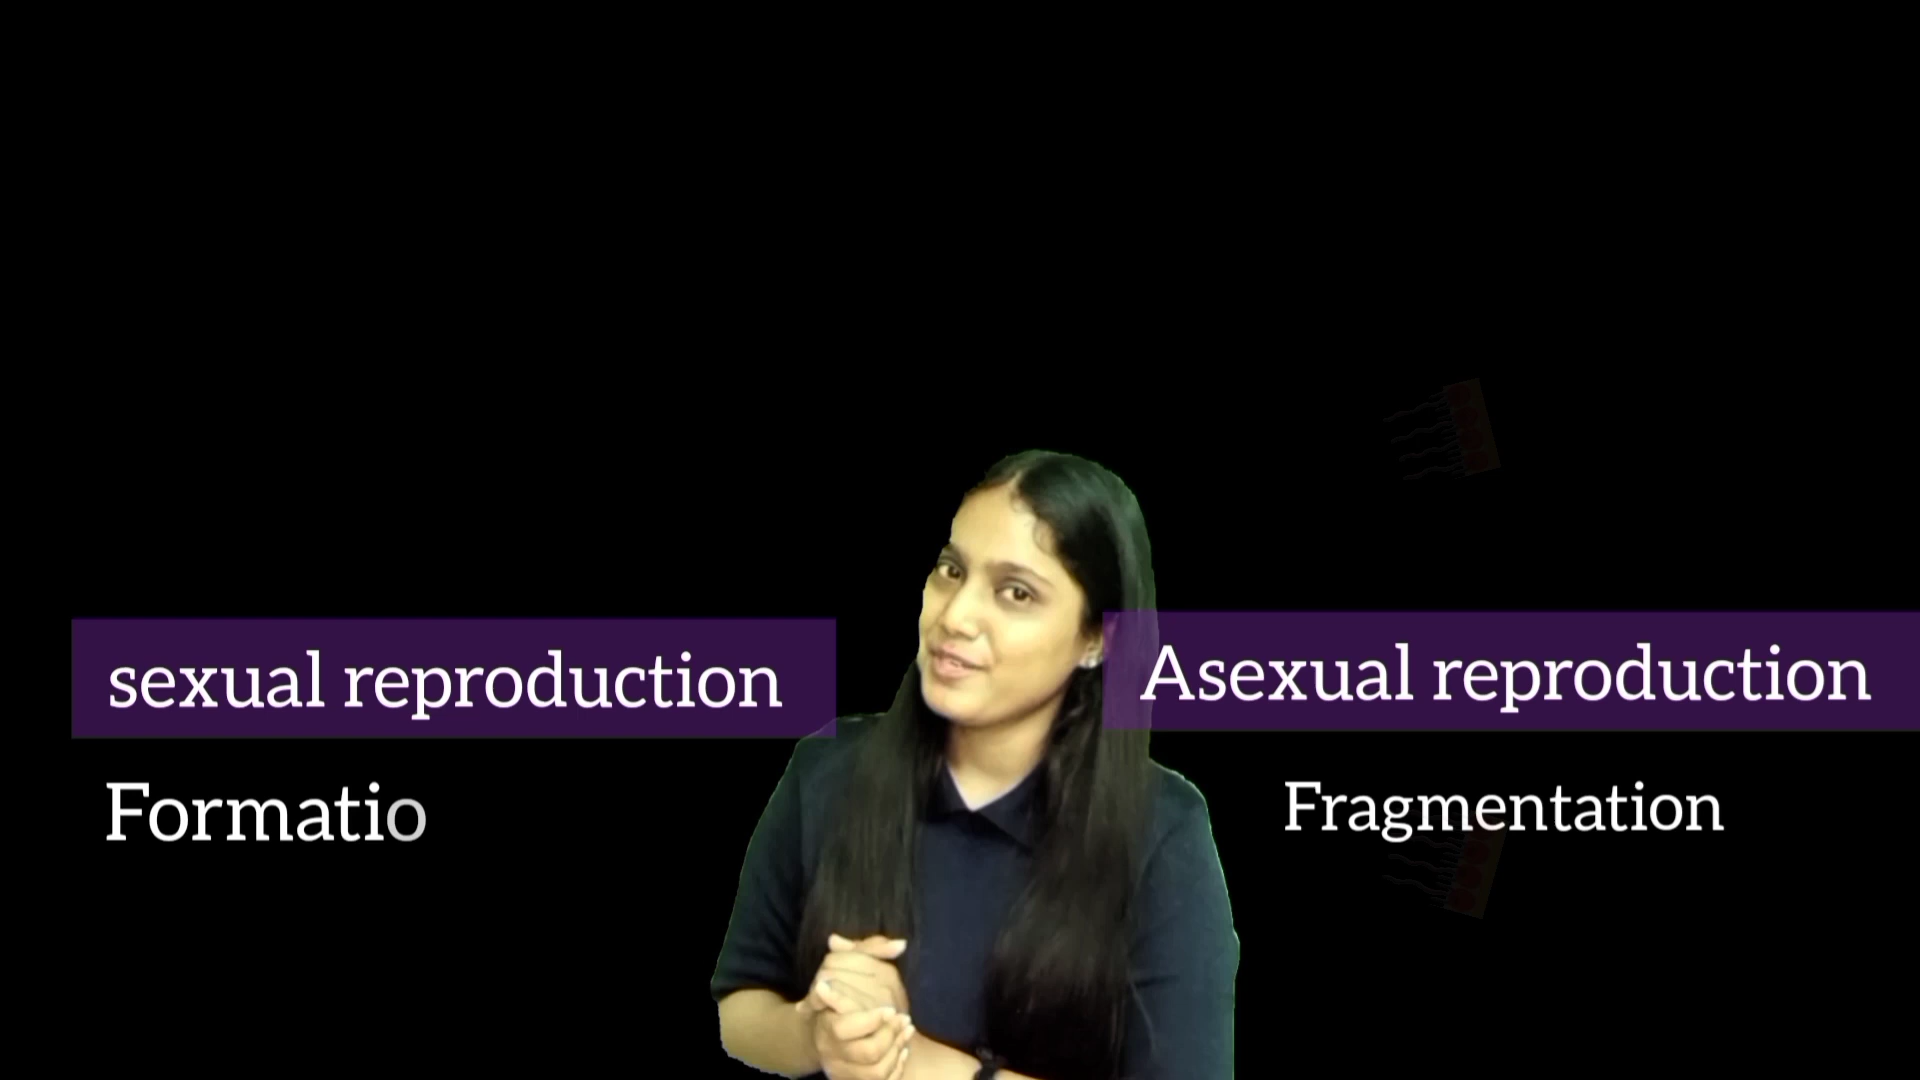 sexual reproduction
Formatio
Asexual reproduction
Fragmentation